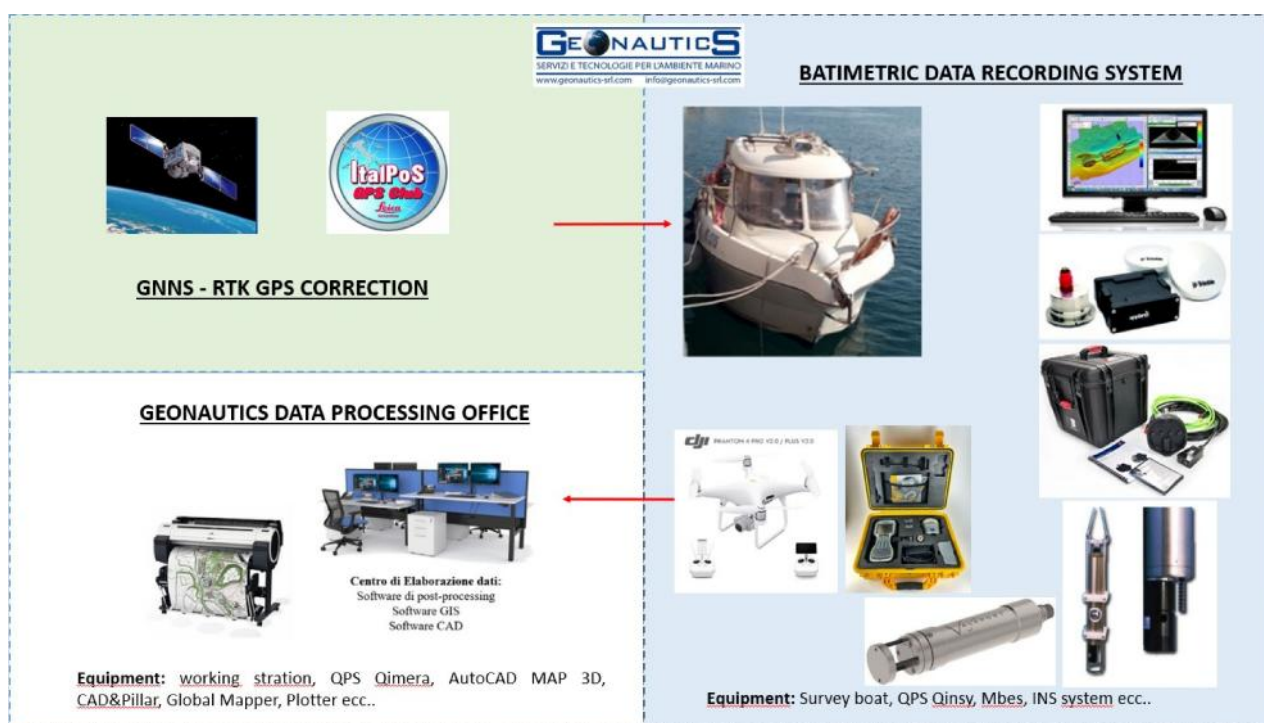 GEONAUTICS
SERVIZI E TECNOLOGIE PER L'AMBIENTE MARINO
www.geonautics-srl.com info@geonautics-srl.com
BATIMETRIC DATA RECORDING SYSTEM
ItalPoS
GPS Club
Leica
GNNS - RTK GPS CORRECTION
Trimble
Trimble
applanix
GEONAUTICS DATA PROCESSING OFFICE
dji PHANTOM 4 PRO V2.0 / PLUS V2.0
Centro di Elaborazione dati:
Software di post-processing
Software GIS
Software CAD
Equipment: working stration, QPS Qimera, AutoCAD MAP 3D,
CAD&Pillar, Global Mapper, Plotter ecc..
Equipment: Survey boat, QPS Qinsy, Mbes, INS system ecc..